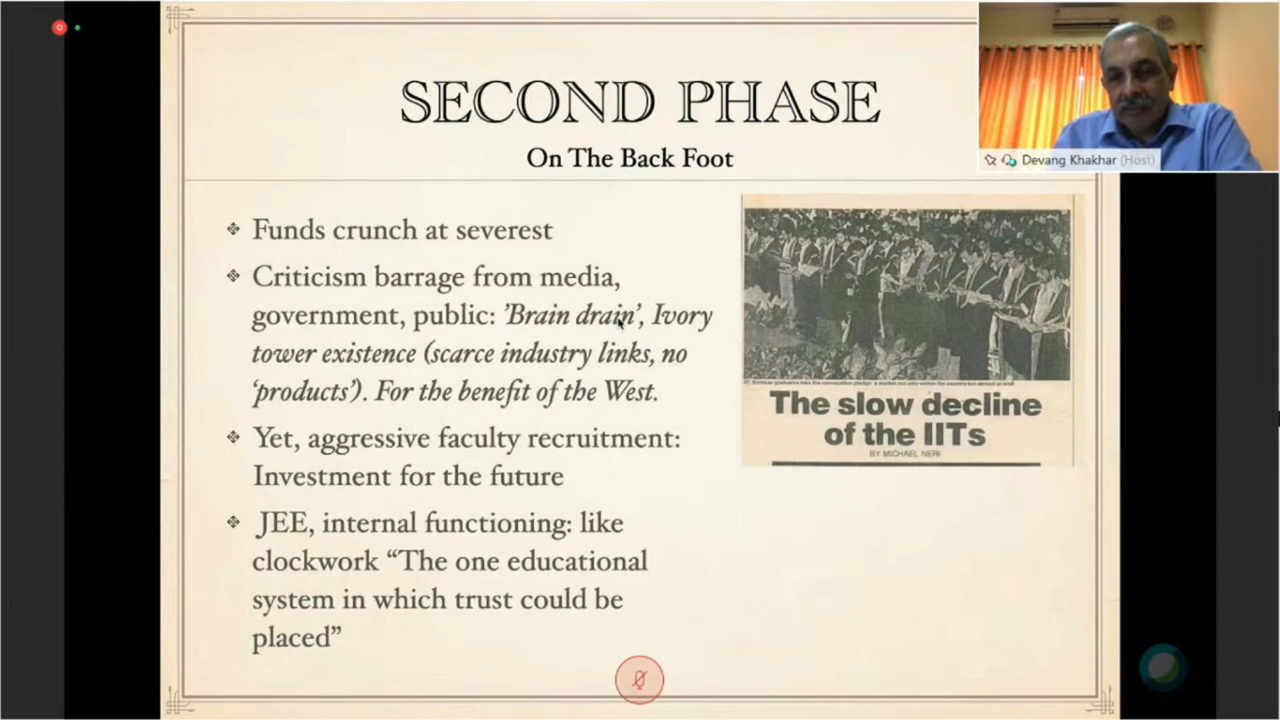 SECOND PHASE
On The Back Foot
Devang Khakhar (Host)
❖ Funds crunch at severest
❖ Criticism barrage from media,
government, public: ’Brain drain’, Ivory
tower existence (scarce industry links, no
‘products’). For the benefit of the West.
❖ Yet, aggressive faculty recruitment:
Investment for the future
❖ JEE, internal functioning: like
clockwork “The one educational
system in which trust could be
placed”
The slow decline
of the IITs
BY MICHAEL NERI